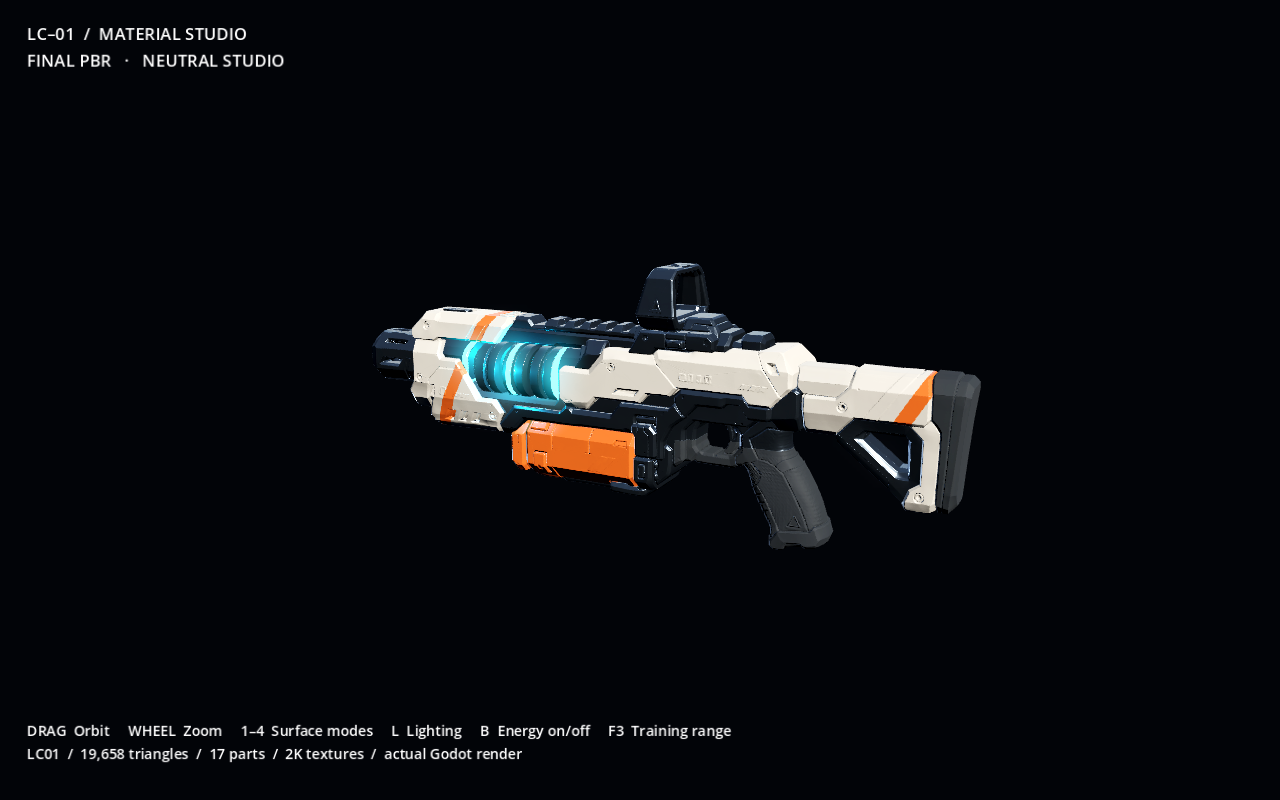 LC–01 / MATERIAL STUDIO
FINAL PBR · NEUTRAL STUDIO
DRAG Orbit WHEEL Zoom 1–4 Surface modes L Lighting B Energy on/off F3 Training range
LC01 / 19,658 triangles / 17 parts / 2K textures / actual Godot render